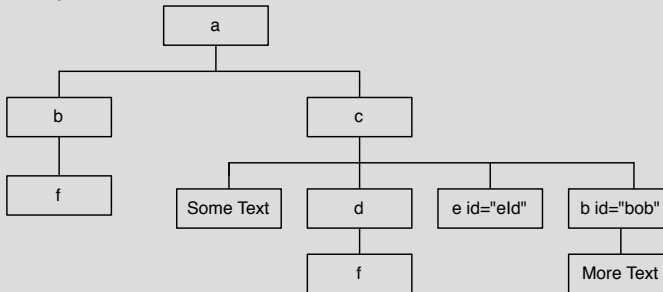 a
b
c
f
Some Text
d
e id="eId"
b id="bob"
f
More Text